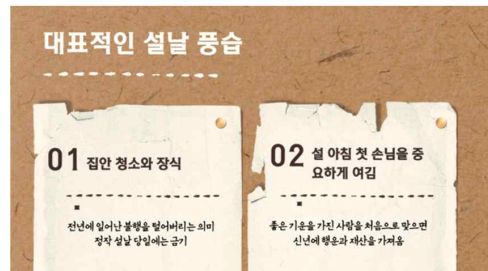 대표적인 설날 풍습
01 집안 청소와 장식
전년에 일어난 불행을 털어버리는 의미
정작 설날 당일에는 금기
02 설 아침 첫 손님을 중
요하게 여김
좋은 기운을 가진 사람을 처음으로 맞으면
신년에 행운과 재산을 가져옴